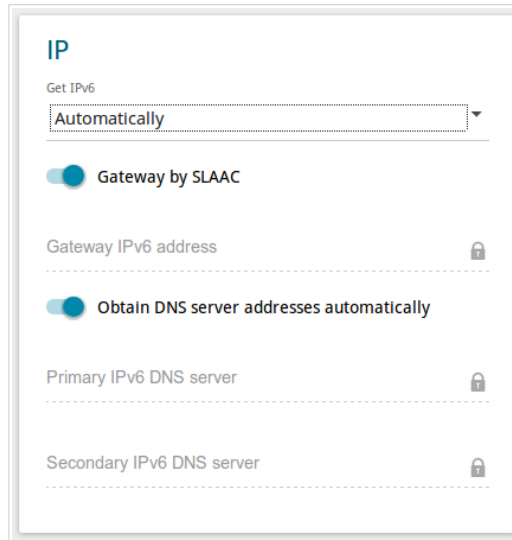 IP
Get IPv6
Automatically
Gateway by SLAAC
Gateway IPv6 address
Obtain DNS server addresses automatically
Primary IPv6 DNS server
Secondary IPv6 DNS server